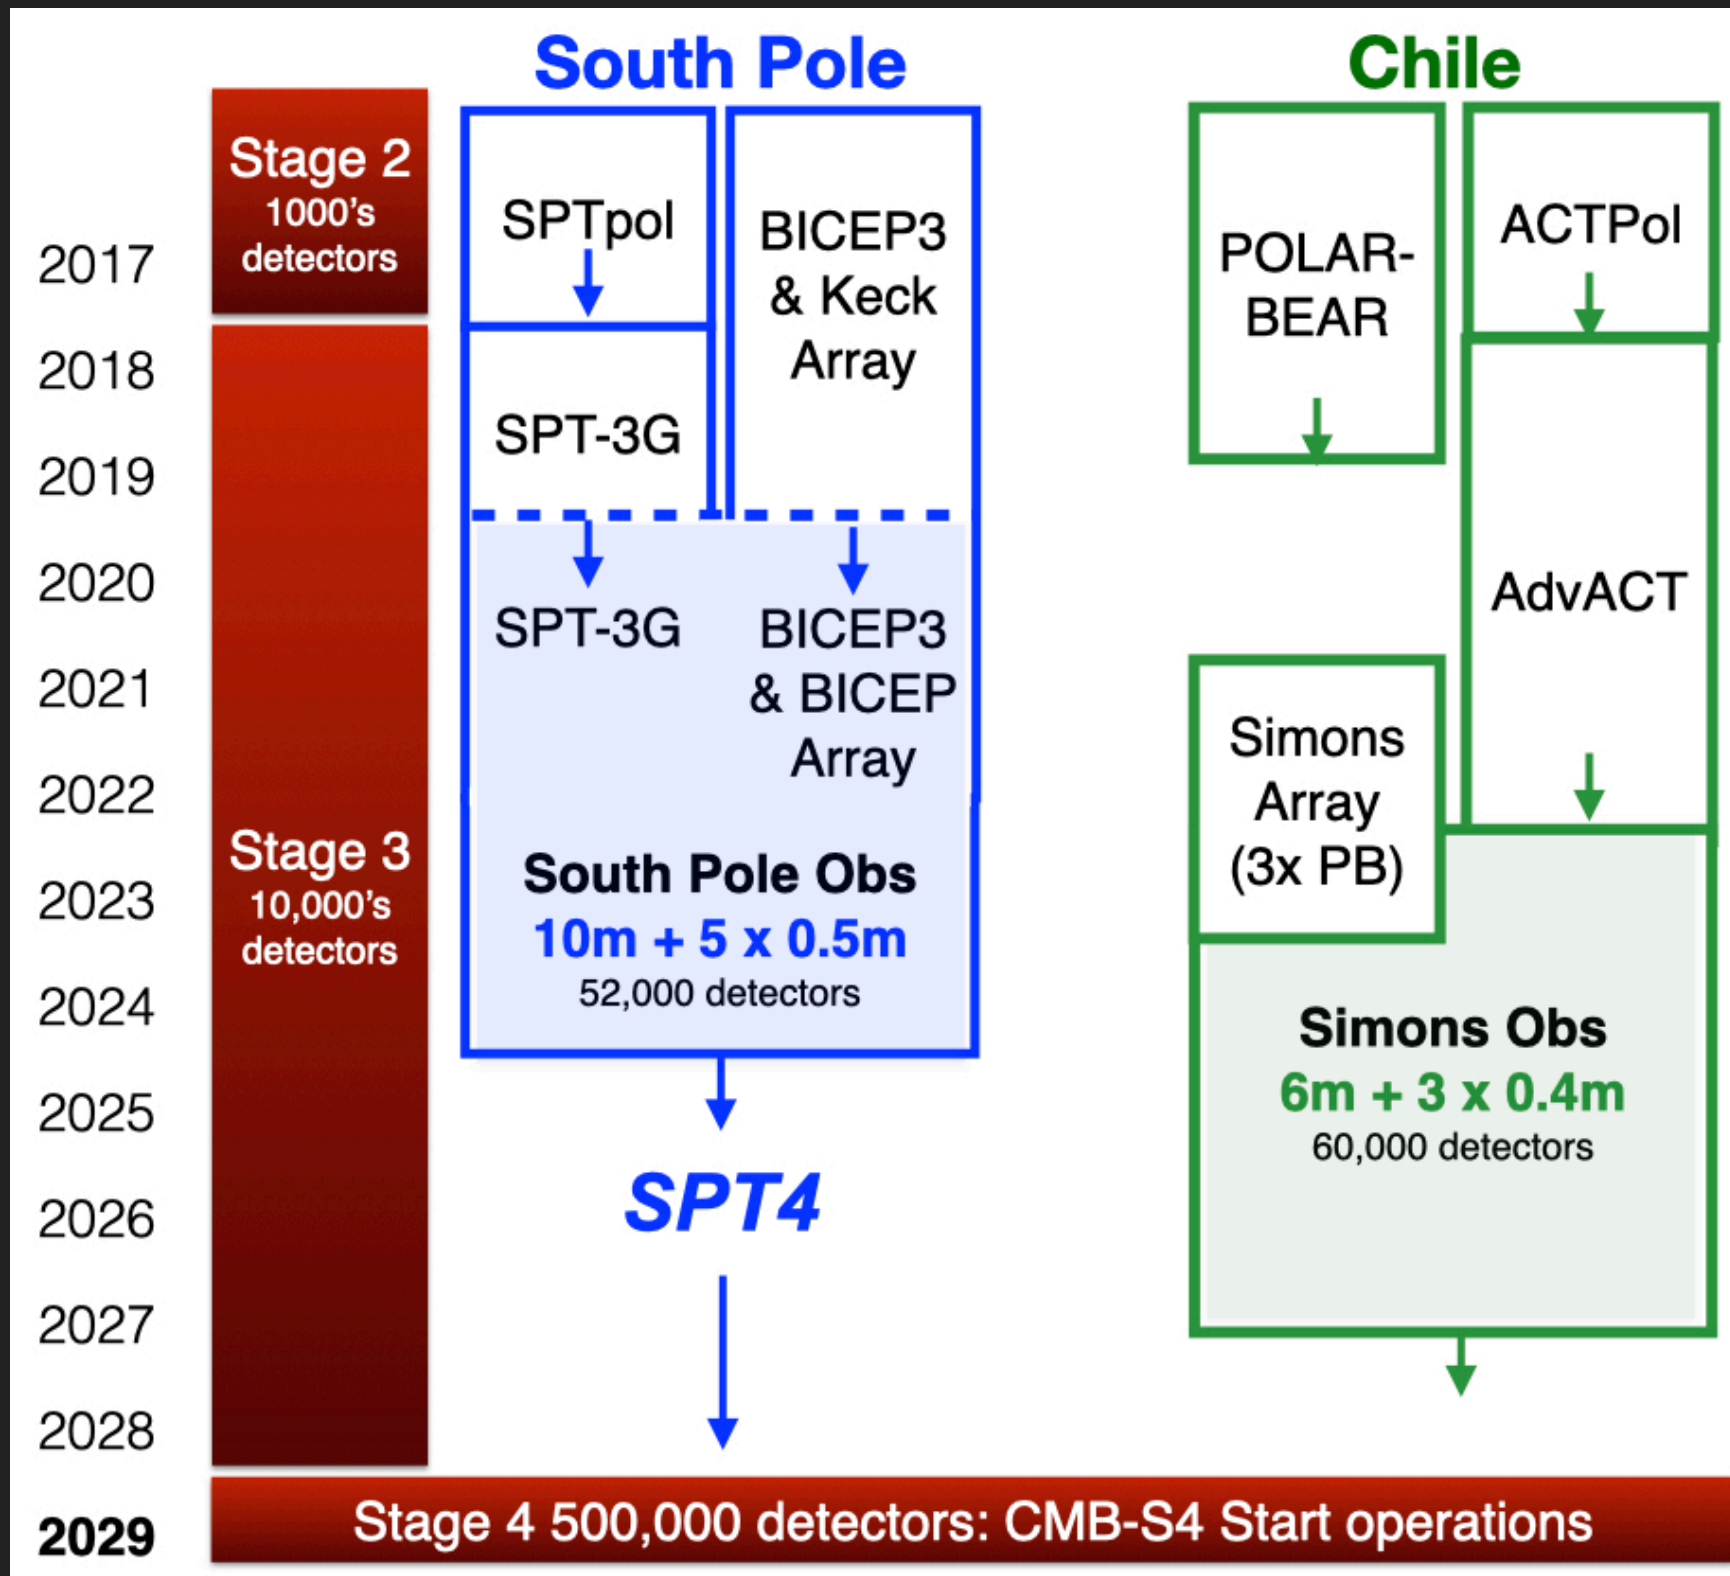 South Pole
Chile
Stage 2
1000's
detectors
SPTpol
BICEP3
& Keck
Array
POLAR-
BEAR
ACTPol
2017
2018
SPT-3G
2019
2020
SPT-3G
BICEP3
& BICEP
Array
AdvACT
2021
Simons
Array
(3x PB)
2022
Stage 3
10,000's
detectors
South Pole Obs
10m + 5 x 0.5m
52,000 detectors
2023
2024
Simons Obs
6m + 3 x 0.4m
60,000 detectors
2025
SPT4
2026
2027
2028
2029
Stage 4 500,000 detectors: CMB-S4 Start operations